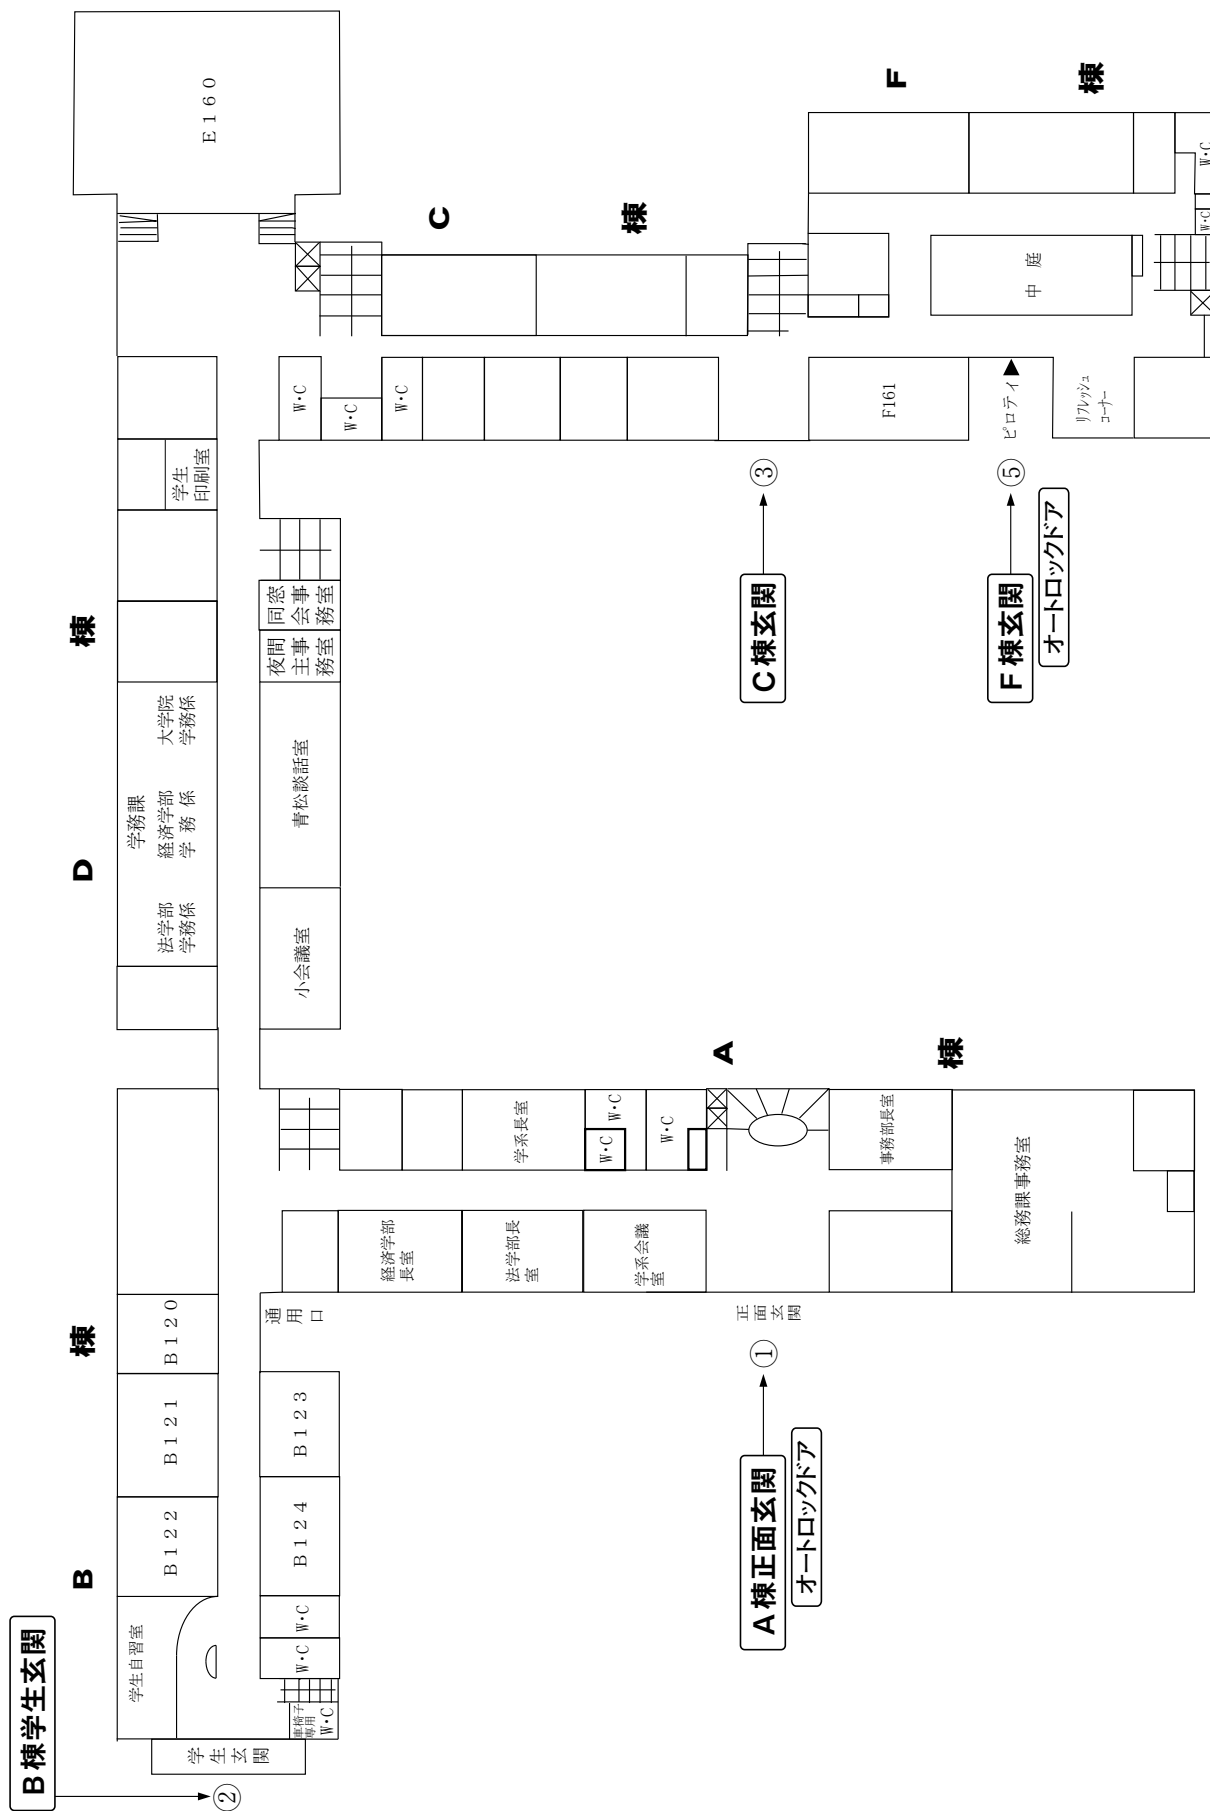 B棟学生玄関
②
学生玄関
学生自習室
B
棟
B122
B121
B120
車椅子
専用
W・C
W・C
W・C
B124
B123
通用口
A棟正面玄関
オートロックドア
①
正面玄関
経済学部
長室
法学部長
室
学系会議
室
学系長室
W・C
W・C
W・C
事務部長室
総務課事務室
A
棟
D
棟
学務課
法学部
学務係
経済学部
学務係
大学院
学務係
小会議室
青松談話室
夜間
主事
務室
同窓
会事
務室
学生
印刷室
E160
W・C
W・C
W・C
C
棟
C棟玄関
③
F棟玄関
オートロックドア
⑤
ピロティ
F161
リフレッシュ
コーナー
中庭
W・C
W・C
F
棟